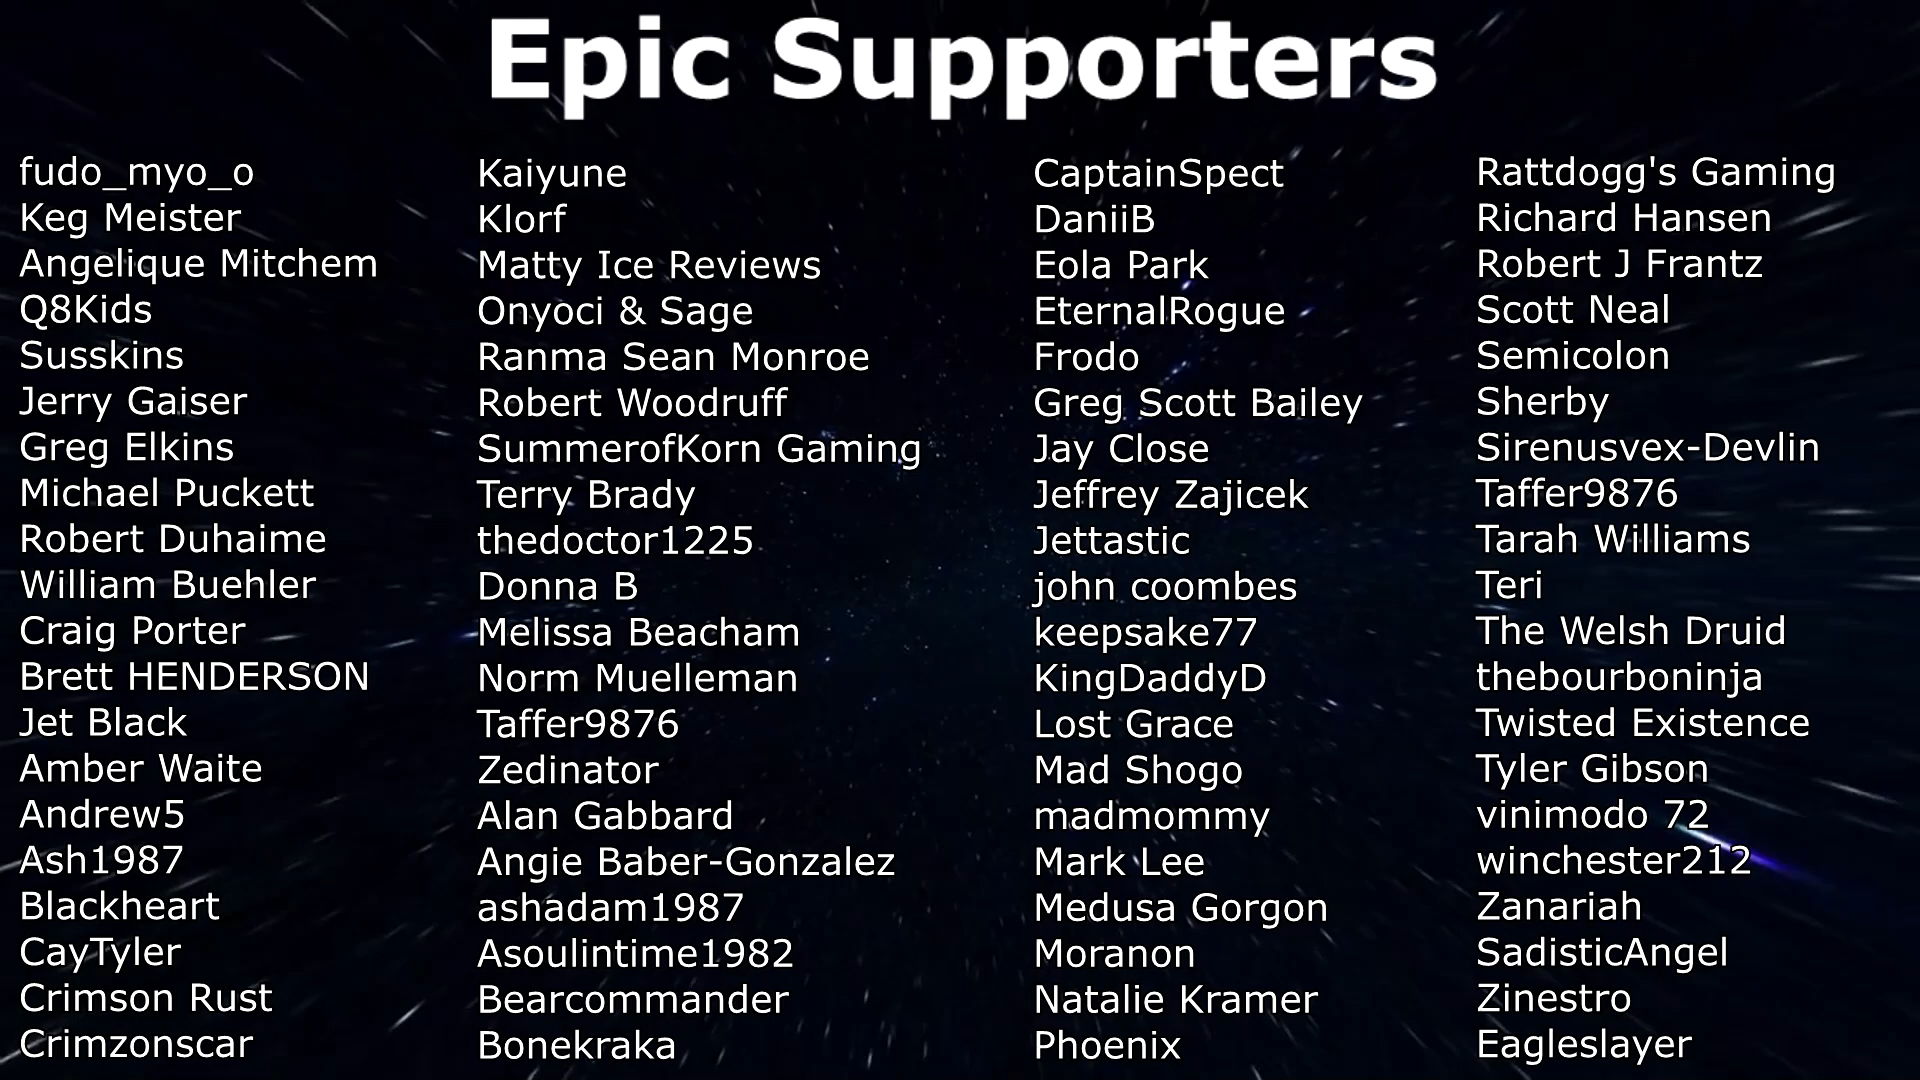 Epic Supporters
fudo_myo_o
Keg Meister
Angelique Mitchem
Q8Kids
Susskins
Jerry Gaiser
Greg Elkins
Michael Puckett
Robert Duhaime
William Buehler
Craig Porter
Brett HENDERSON
Jet Black
Amber Waite
Andrew5
Ash1987
Blackheart
CayTyler
Crimson Rust
Crimzonscar
Kaiyune
Klorf
Matty Ice Reviews
Onyoci & Sage
Ranma Sean Monroe
Robert Woodruff
SummerofKorn Gaming
Terry Brady
thedoctor1225
Donna B
Melissa Beacham
Norm Muelleman
Taffer9876
Zedinator
Alan Gabbard
Angie Baber-Gonzalez
ashadam1987
Asoulintime1982
Bearcommander
Bonekraka
CaptainSpect
DaniiB
Eola Park
EternalRogue
Frodo
Greg Scott Bailey
Jay Close
Jeffrey Zajicek
Jettastic
john coombes
keepsake77
KingDaddyD
Lost Grace
Mad Shogo
madmommy
Mark Lee
Medusa Gorgon
Moranon
Natalie Kramer
Phoenix
Rattdogg's Gaming
Richard Hansen
Robert J Frantz
Scott Neal
Semicolon
Sherby
Sirenusvex-Devlin
Taffer9876
Tarah Williams
Teri
The Welsh Druid
thebourboninja
Twisted Existence
Tyler Gibson
vinimodo 72
winchester212
Zanariah
SadisticAngel
Zinestro
Eagleslayer